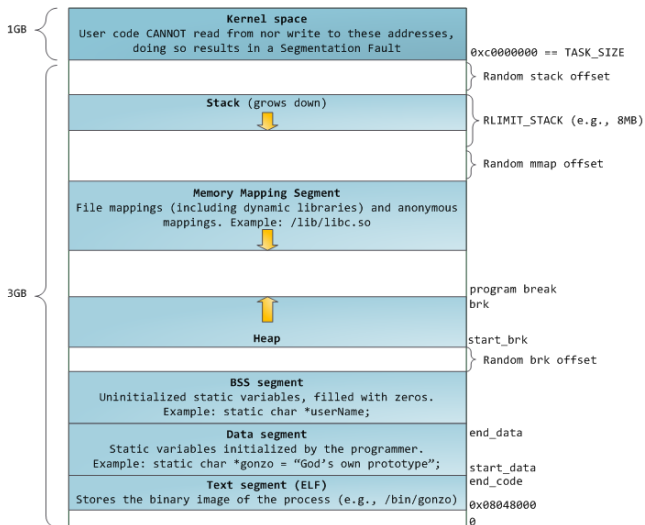 Kernel space
1GB
User code CANNOT read from nor write to these addresses,
doing so results in a Segmentation Fault
0xc0000000 == TASK_SIZE
Random stack offset
Stack (grows down)
RLIMIT_STACK (e.g., 8MB)
Random mmap offset
Memory Mapping Segment
File mappings (including dynamic libraries) and anonymous
mappings. Example: /lib/libc.so
3GB
program break
brk
Heap
start_brk
Random brk offset
BSS segment
Uninitialized static variables, filled with zeros.
Example: static char *userName;
end_data
Data segment
Static variables initialized by the programmer.
Example: static char *gonzo = “God’s own prototype”;
start_data
end_code
Text segment (ELF)
Stores the binary image of the process (e.g., /bin/gonzo)
0x08048000
0